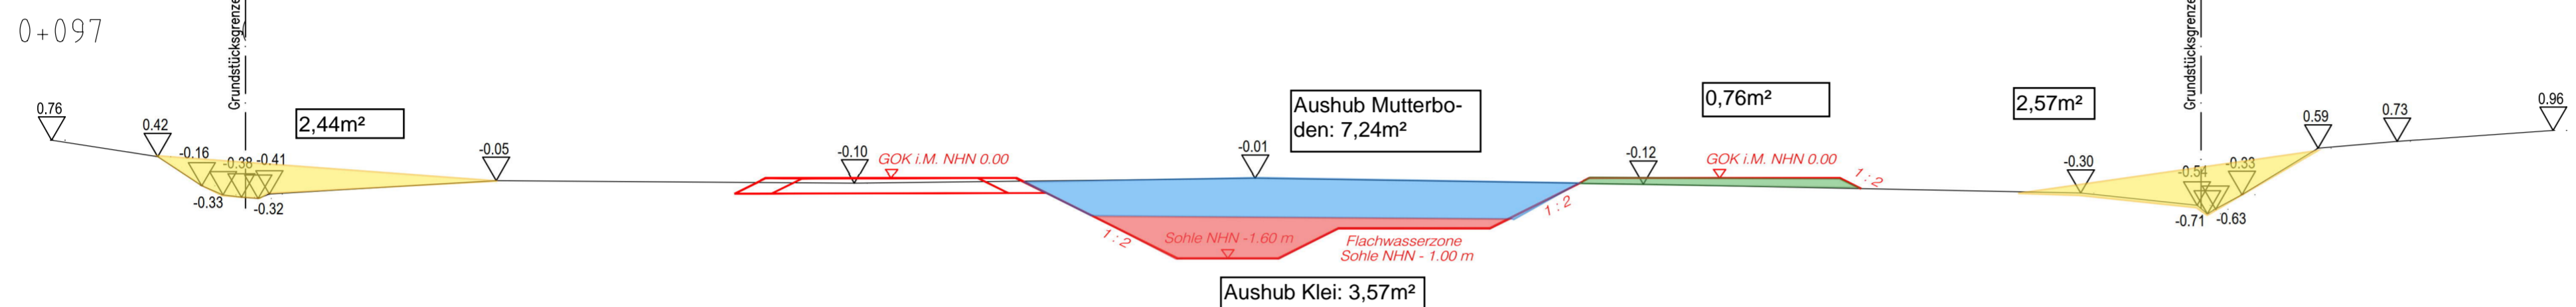 0+097
Grundstücksgrenze
Grundstücksgrenze
0.76
0.42
-0.16
-0.38
-0.41
-0.33
-0.32
2,44m²
-0.05
-0.10
GOK i.M. NHN 0.00
-0.01
Aushub Mutterbo-
den: 7,24m²
-0.12
0,76m²
GOK i.M. NHN 0.00
1:2
2,57m²
-0.30
-0.54
-0.33
-0.71
-0.63
0.59
0.73
0.96
1:2
1:2
Sohle NHN -1.60 m
Flachwasserzone
Sohle NHN - 1.00 m
Aushub Klei: 3,57m²